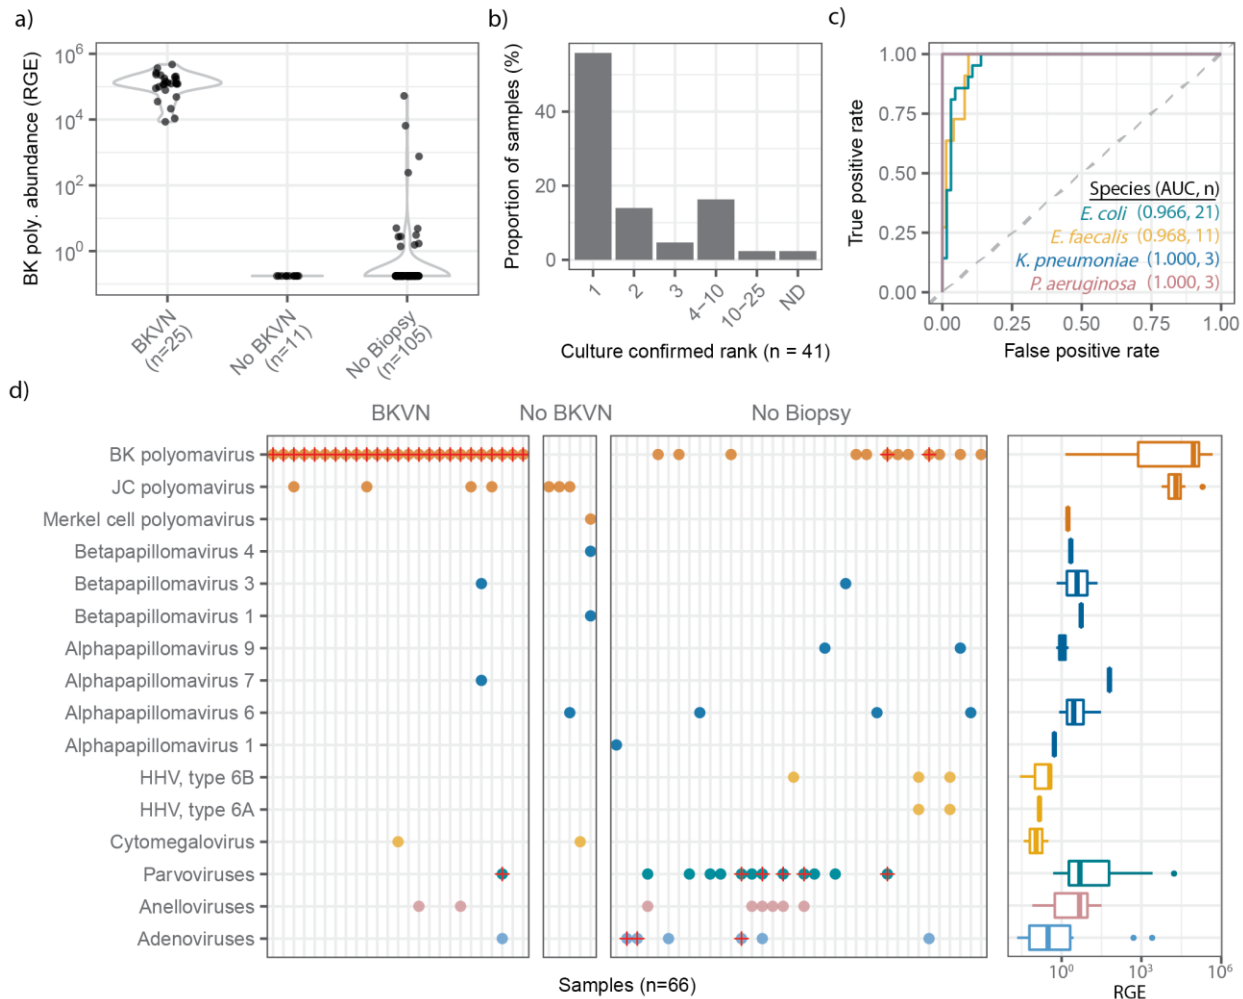 a)
BK poly. abundance (RGE)
10^6
10^4
10^2
10^0
BKVN
(n=25)
No BKVN
(n=11)
No Biopsy
(n=105)
b)
Proportion of samples (%)
40
20
0
1
2
3
4−10
10−25
ND
Culture confirmed rank (n = 41)
c)
True positive rate
1.00
0.75
0.50
0.25
0.00
Species (AUC, n)
E. coli (0.966, 21)
E. faecalis (0.968, 11)
K. pneumoniae (1.000, 3)
P. aeruginosa (1.000, 3)
0.00 0.25 0.50 0.75 1.00
False positive rate
d)
BKVN No BKVN No Biopsy
BK polyomavirus
JC polyomavirus
Merkel cell polyomavirus
Betapapillomavirus 4
Betapapillomavirus 3
Betapapillomavirus 1
Alphapapillomavirus 9
Alphapapillomavirus 7
Alphapapillomavirus 6
Alphapapillomavirus 1
HHV, type 6B
HHV, type 6A
Cytomegalovirus
Parvoviruses
Anelloviruses
Adenoviruses
Samples (n=66)
10^0 10^3 10^6
RGE